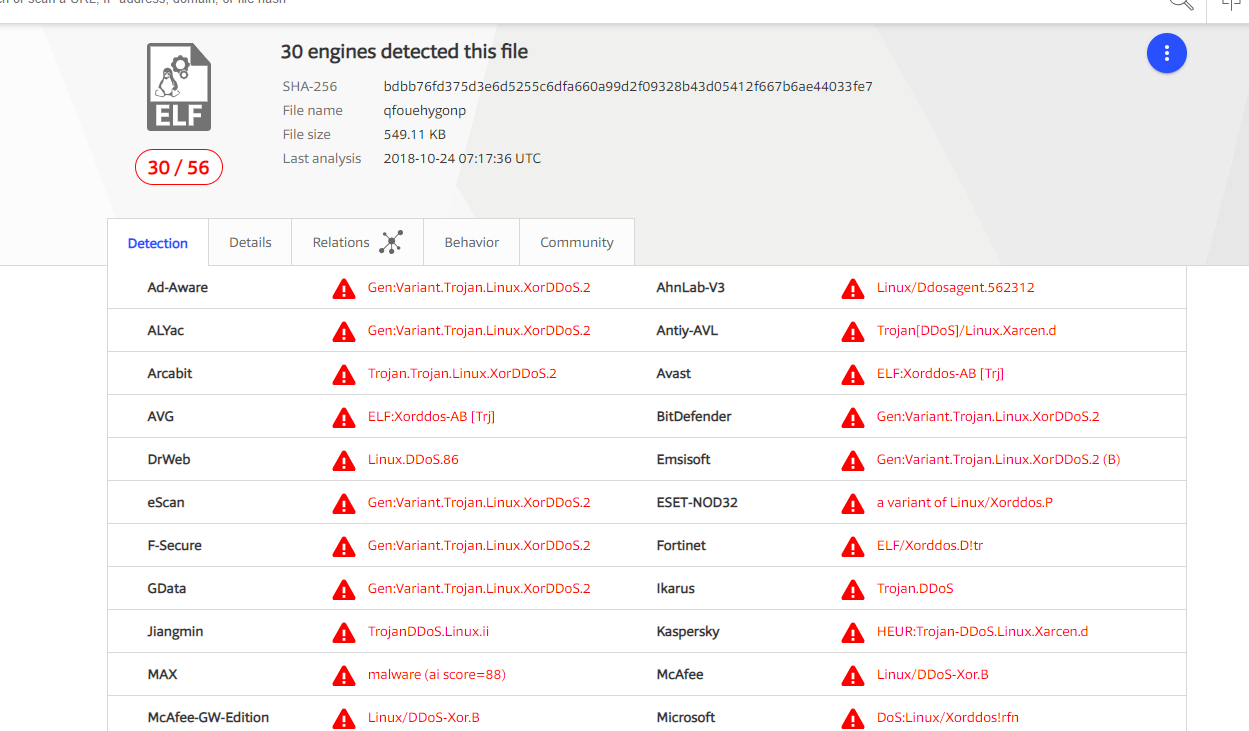 or scan a URL, IP address, domain, or file hash
30 engines detected this file
SHA-256 bdbb76fd375d3e6d5255c6dfa660a99d2f09328b43d05412f667b6ae44033fe7
File name qfouehygonp
File size 549.11 KB
Last analysis 2018-10-24 07:17:36 UTC
ELF
30 / 56
Detection Details Relations Behavior Community
Ad-Aware Gen:Variant.Trojan.Linux.XorDDoS.2 AhnLab-V3 Linux/Ddosagent.562312
ALYac Gen:Variant.Trojan.Linux.XorDDoS.2 Antiy-AVL Trojan[DDoS]/Linux.Xarcen.d
Arcabit Trojan.Trojan.Linux.XorDDoS.2 Avast ELF:Xorddos-AB [Trj]
AVG ELF:Xorddos-AB [Trj] BitDefender Gen:Variant.Trojan.Linux.XorDDoS.2
DrWeb Linux.DDoS.86 Emsisoft Gen:Variant.Trojan.Linux.XorDDoS.2 (B)
eScan Gen:Variant.Trojan.Linux.XorDDoS.2 ESET-NOD32 a variant of Linux/Xorddos.P
F-Secure Gen:Variant.Trojan.Linux.XorDDoS.2 Fortinet ELF/Xorddos.D!tr
GData Gen:Variant.Trojan.Linux.XorDDoS.2 Ikarus Trojan.DDoS
Jiangmin TrojanDDoS.Linux.ii Kaspersky HEUR:Trojan-DDoS.Linux.Xarcen.d
MAX malware (ai score=88) McAfee Linux/DDoS-Xor.B
McAfee-GW-Edition Linux/DDoS-Xor.B Microsoft DoS:Linux/Xorddos!rfn